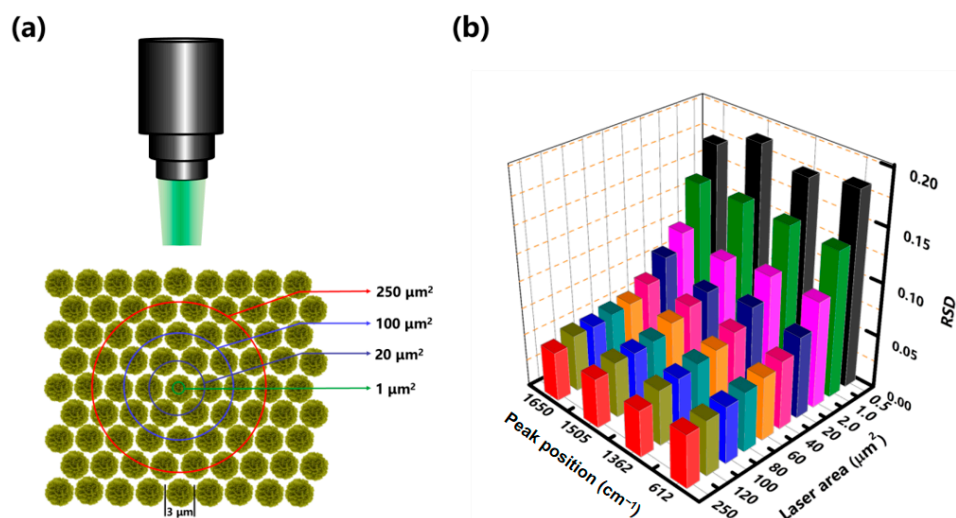 (a)
250 μm²
100 μm²
20 μm²
1 μm²
3 μm
(b)
0.20
0.15
0.10
0.05
0.00
RSD
1650
1505
1362
612
Peak position (cm⁻¹)
0.5
1.0
2.0
20
40
60
80
100
120
250
Laser area (μm²)